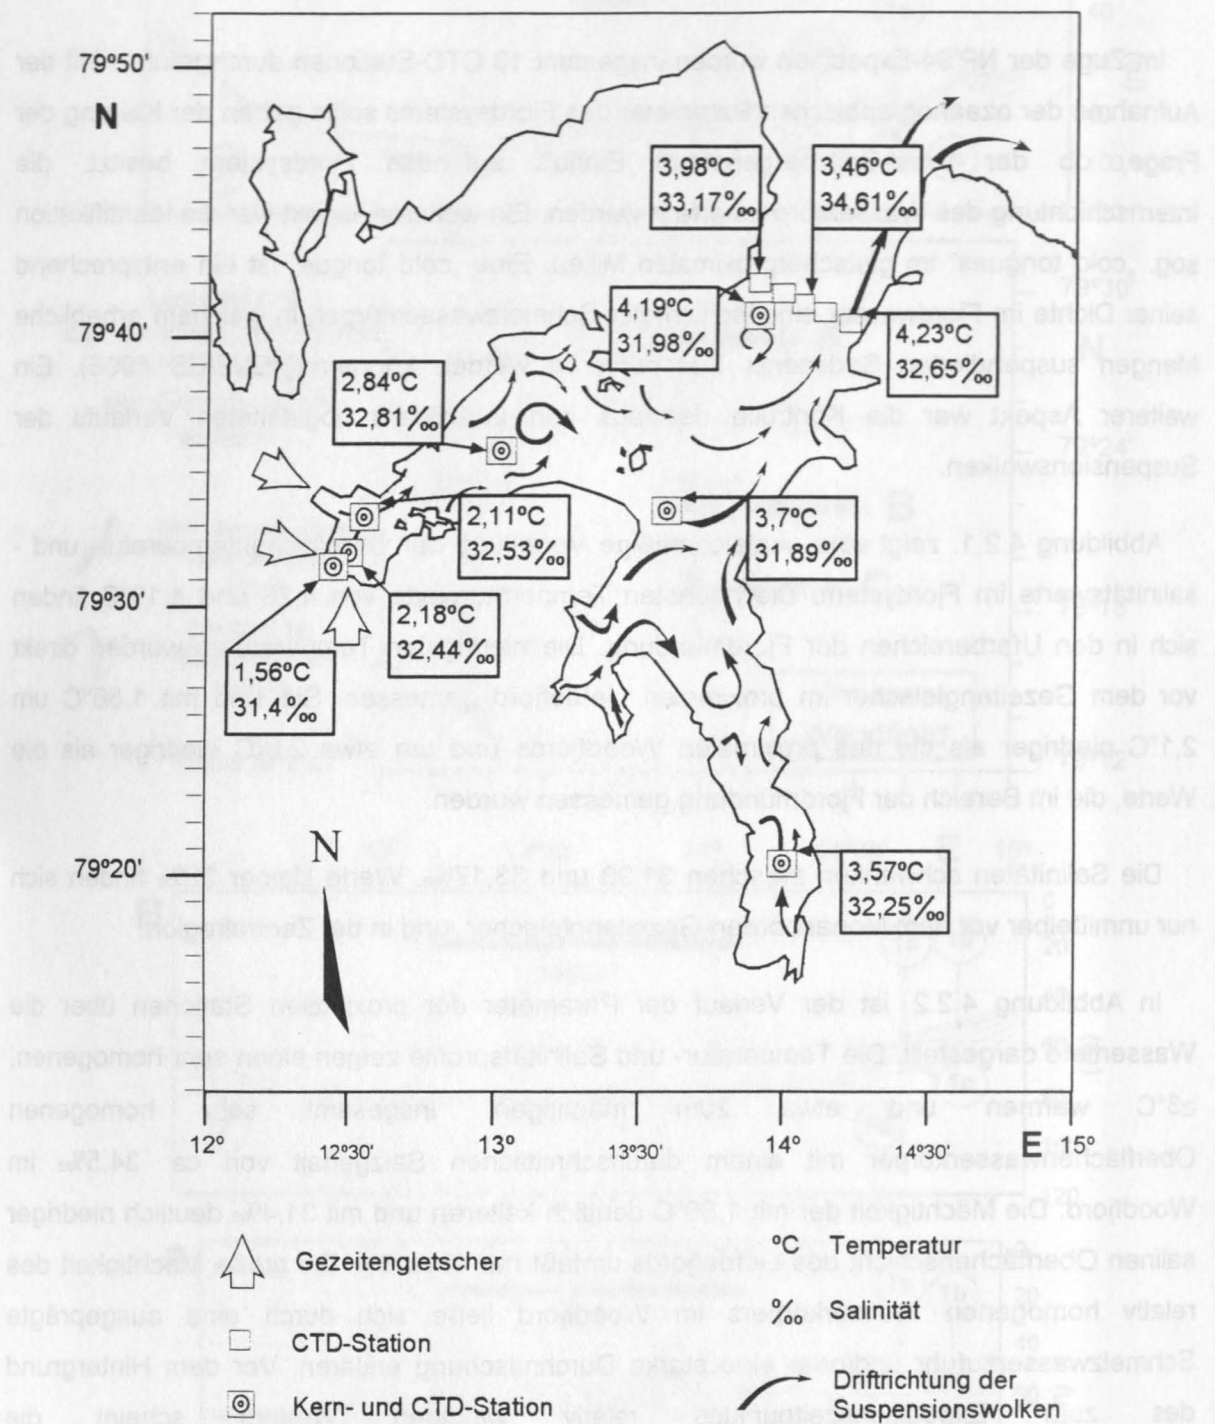 79º50'
N
3,98ºC
33,17‰
3,46ºC
34,61‰
79º40'
4,19ºC
31,98‰
4,23ºC
32,65‰
2,84ºC
32,81‰
2,11ºC
32,53‰
3,7ºC
31,89‰
79º30'
2,18ºC
32,44‰
1,56ºC
31,4‰
N
79º20'
3,57ºC
32,25‰
12º
12º30'
13º
13º30'
14º
14º30'
E
15º
Gezeitengletscher
ºC Temperatur
‰ Salinität
CTD-Station
Kern- und CTD-Station
Driftrichtung der
Suspensionswolken